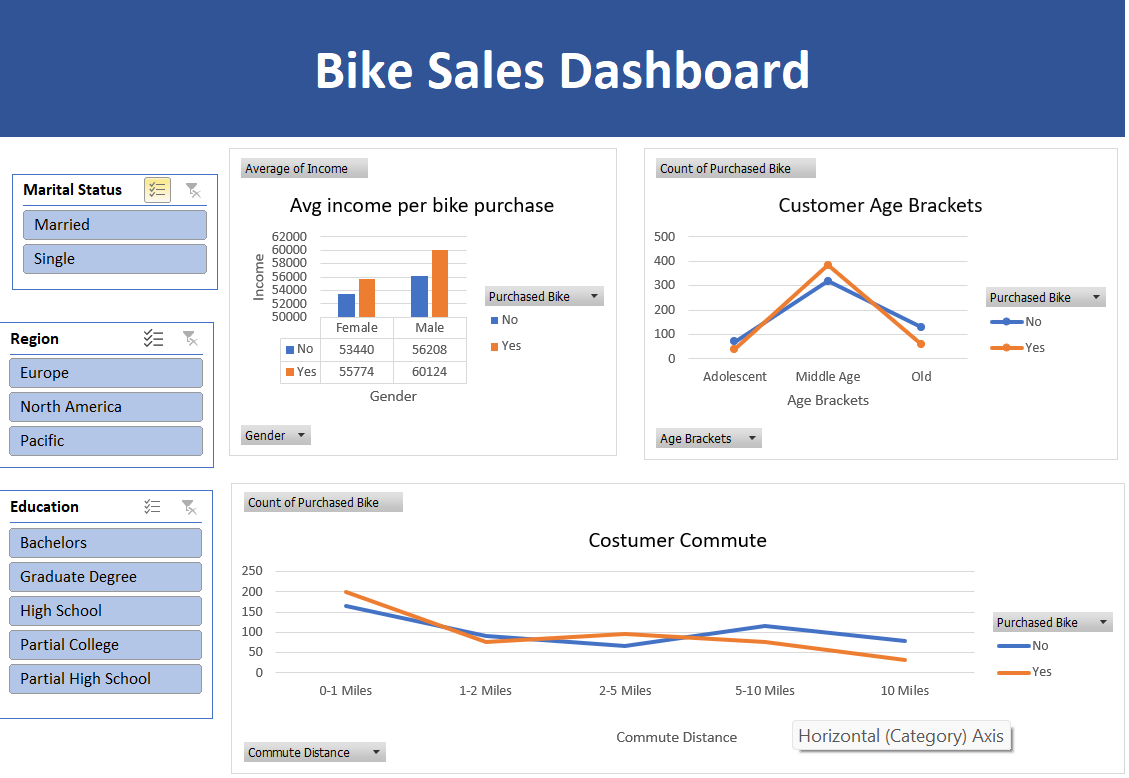 Bike Sales Dashboard
Marital Status
Married
Single
Region
Europe
North America
Pacific
Education
Bachelors
Graduate Degree
High School
Partial College
Partial High School
Average of Income
Avg income per bike purchase
62000
60000
58000
56000
54000
52000
50000
Income
Female Male
No 53440 56208
Yes 55774 60124
Gender
Purchased Bike
No
Yes
Gender
Count of Purchased Bike
Customer Age Brackets
500
400
300
200
100
0
Adolescent Middle Age Old
Age Brackets
Purchased Bike
No
Yes
Age Brackets
Count of Purchased Bike
Costumer Commute
250
200
150
100
50
0
0-1 Miles 1-2 Miles 2-5 Miles 5-10 Miles 10 Miles
Commute Distance
Horizontal (Category) Axis
Purchased Bike
No
Yes
Commute Distance